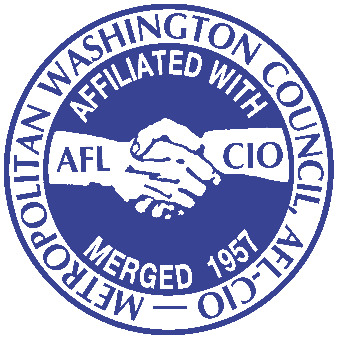 METROPOLITAN WASHINGTON COUNCIL, AFL-CIO —
AFFILIATED WITH
AFL CIO
MERGED 1957